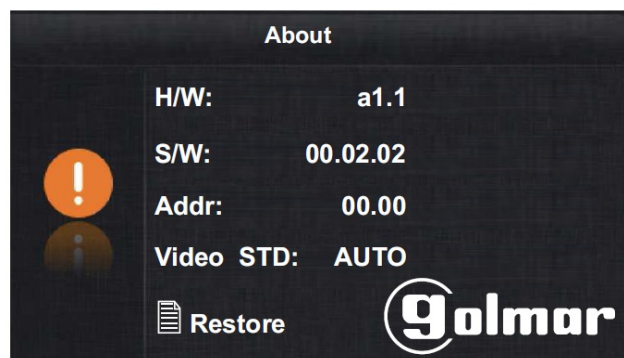 About
H/W: a1.1
S/W: 00.02.02
Addr: 00.00
Video STD: AUTO
Restore
golmar